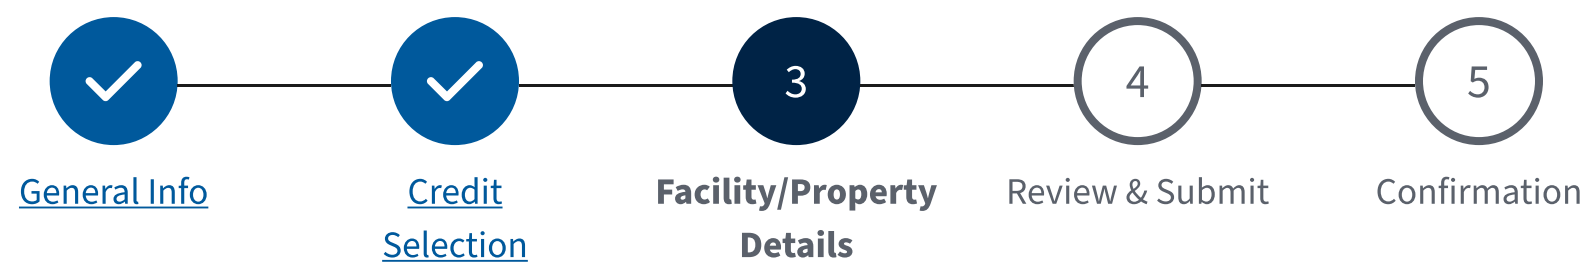 3
4
5
General Info
Credit
Selection
Facility/Property
Details
Review & Submit
Confirmation